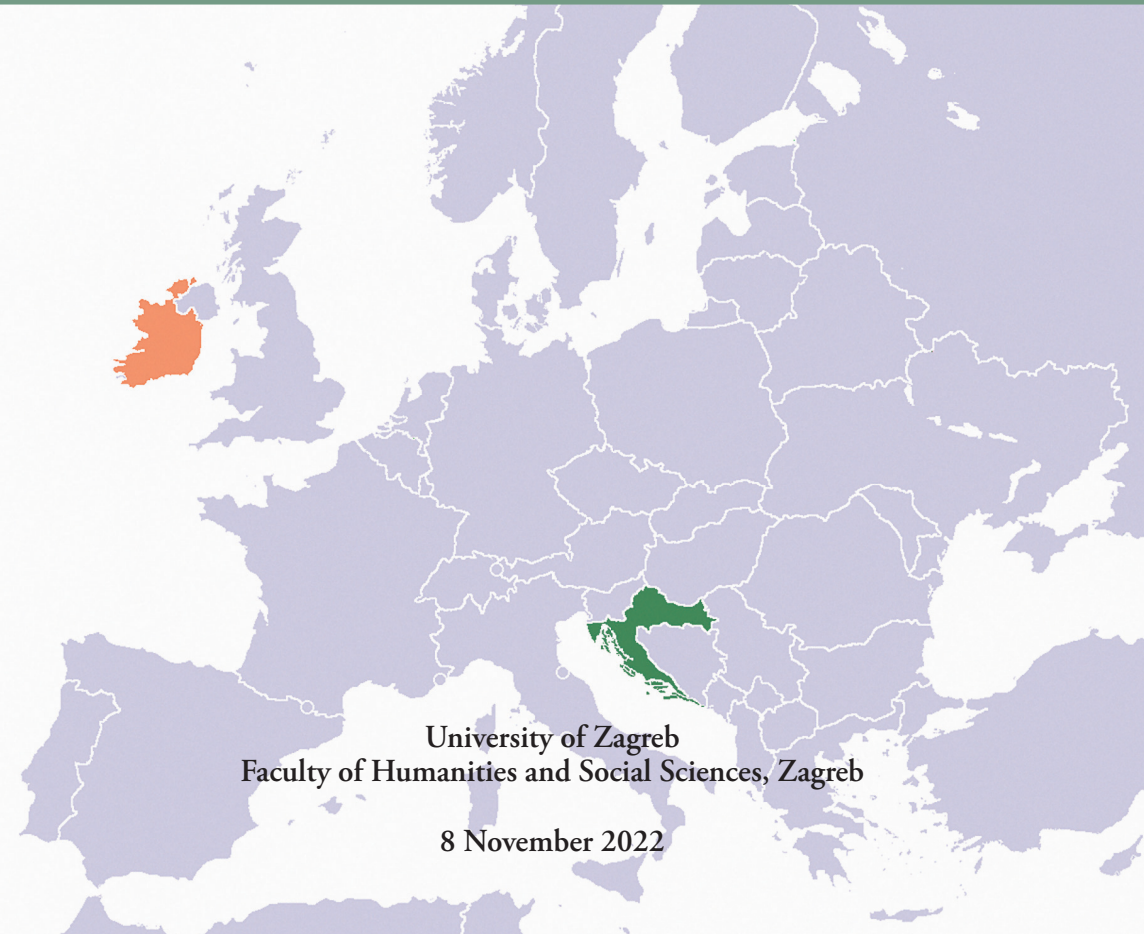 University of Zagreb
Faculty of Humanities and Social Sciences, Zagreb
8 November 2022